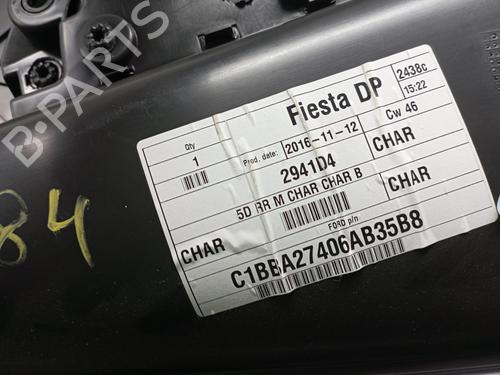 B-PARTS
84
Fiesta DP
2438c
15:22
Qty
1
Prod. date:
2016-11-12
Cw 46
2941D4
CHAR
5D RR M CHAR CHAR B
CHAR
CHAR
FORD p/n
C1BBA27406AB35B8